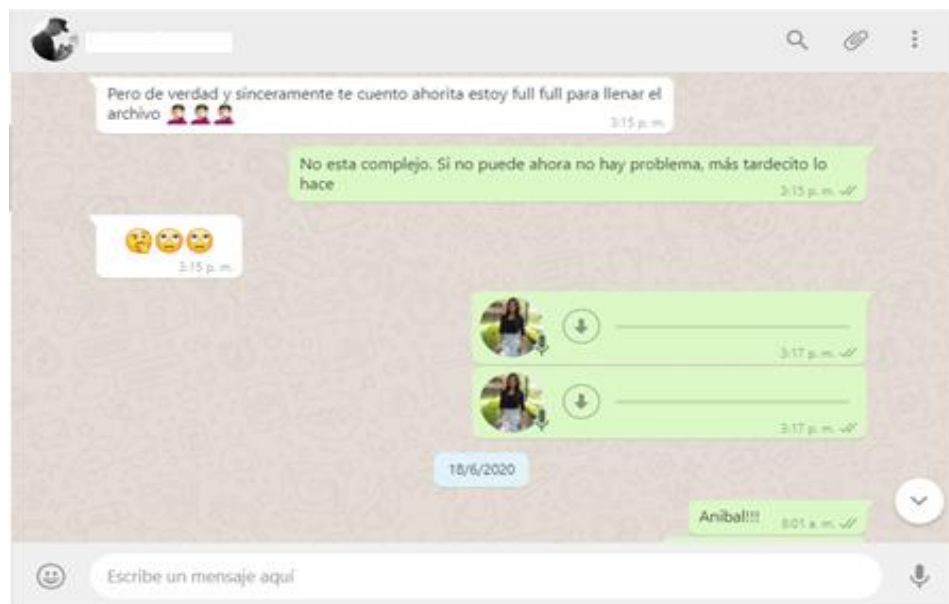 Pero de verdad y sinceramente te cuento ahorita estoy full full para llenar el
archivo 🤦🏻‍♀️🤦🏻‍♀️🤦🏻‍♀️
3:15 p. m.
No esta complejo. Si no puede ahora no hay problema, más tardecito lo
hace
3:15 p. m.
🤔🙄🙄
3:15 p. m.
3:17 p. m.
3:17 p. m.
18/6/2020
Anibal!!!
8:01 a. m.
Escribe un mensaje aquí